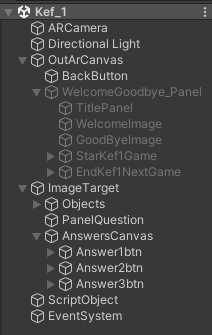 Kef_1
ARCamera
Directional Light
OutArCanvas
BackButton
WelcomeGoodbye_Panel
TitlePanel
WelcomeImage
GoodByeImage
StarKef1Game
EndKef1NextGame
ImageTarget
Objects
PanelQuestion
AnswersCanvas
Answer1btn
Answer2btn
Answer3btn
ScriptObject
EventSystem